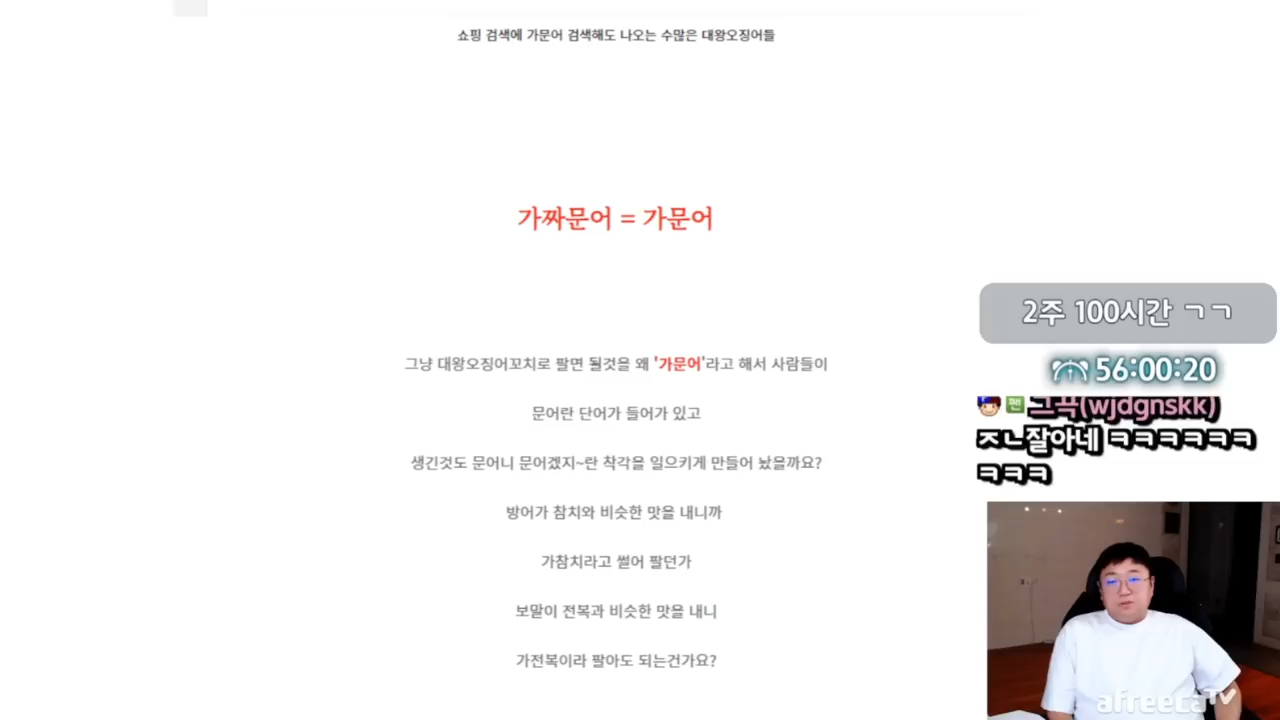 쇼핑 검색에 가문어 검색해도 나오는 수많은 대왕오징어들
가짜문어 = 가문어
그냥 대왕오징어꼬치로 팔면 될것을 왜 '가문어'라고 해서 사람들이
문어란 단어가 들어가 있고
생긴것도 문어니 문어겠지~란 착각을 일으키게 만들어 놨을까요?
방어가 참치와 비슷한 맛을 내니까
가참치라고 썰어 팔던가
보말이 전복과 비슷한 맛을 내니
가전복이라 팔아도 되는건가요?
2주 100시간 ㄱㄱ
56:00:20
팬 (wjdgnskk)
ㅈㄴ잘아네 ㅋㅋㅋㅋㅋㅋ
ㅋㅋㅋ
afreecaTV